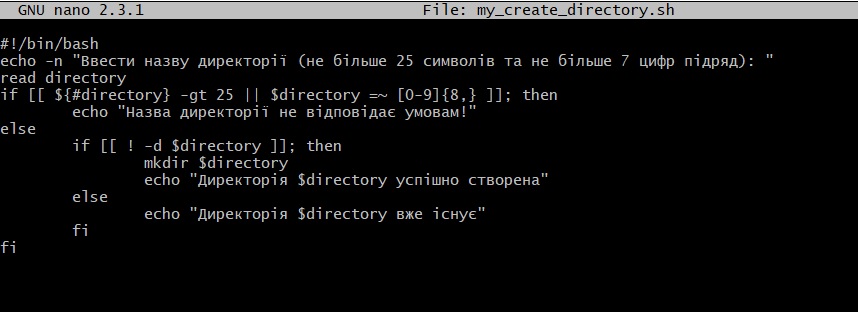 GNU nano 2.3.1 File: my_create_directory.sh
#!/bin/bash
echo -n "Ввести назву директорії (не більше 25 символів та не більше 7 цифр підряд): "
read directory
if [[ ${#directory} -gt 25 || $directory =~ [0-9]{8,} ]]; then
echo "Назва директорії не відповідає умовам!"
else
if [[ ! -d $directory ]]; then
mkdir $directory
echo "Директорія $directory успішно створена"
else
echo "Директорія $directory вже існує"
fi
fi